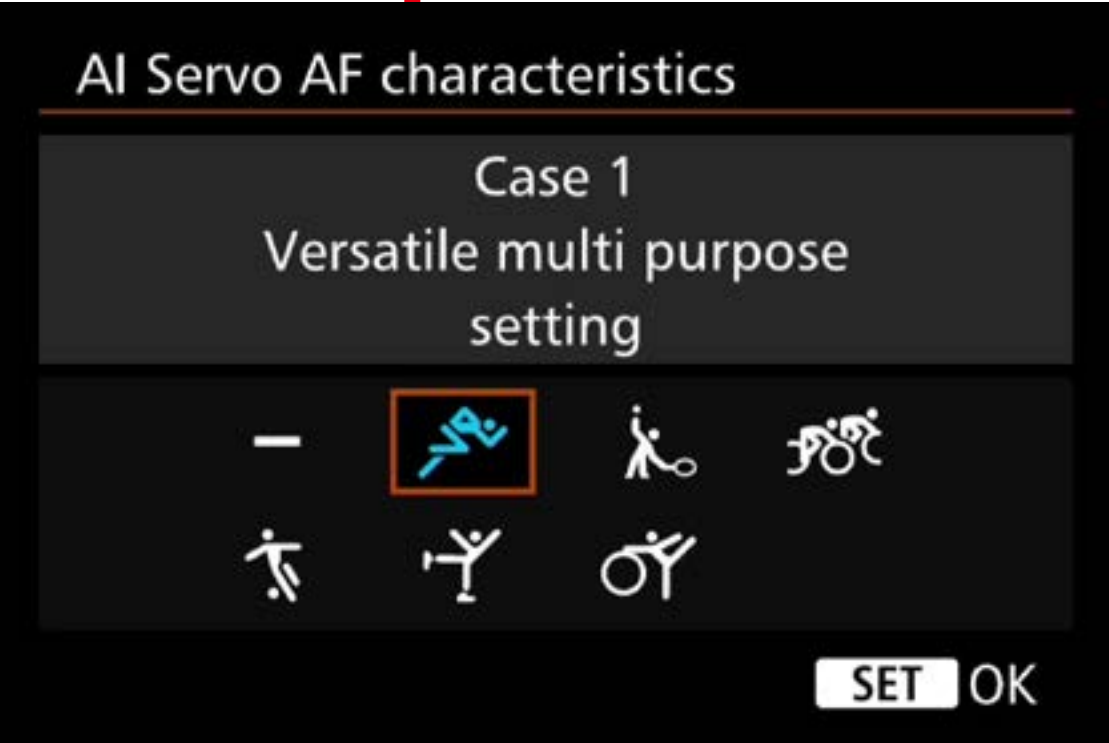 AI Servo AF characteristics
Case 1
Versatile multi purpose
setting
SET OK